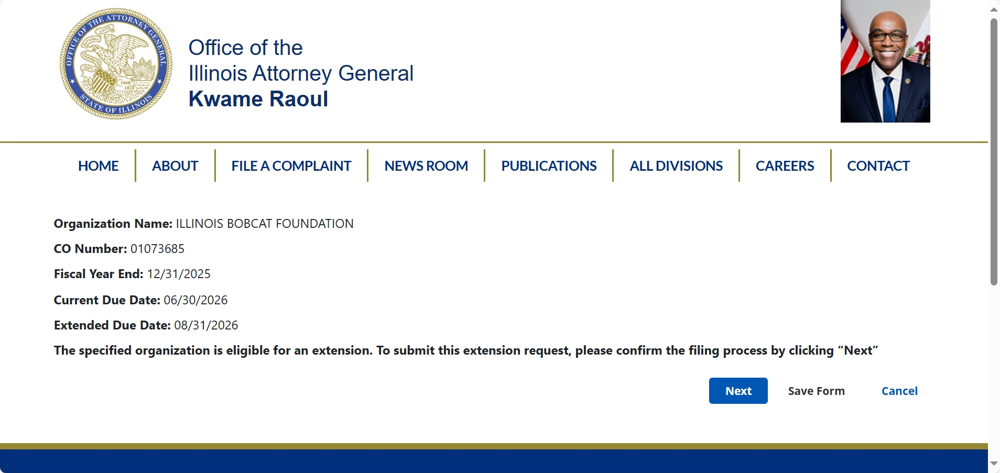 OFFICE OF THE ATTORNEY GENERAL
STATE OF ILLINOIS
UNION
NATIONAL
STATE
1868
1818
Office of the
Illinois Attorney General
Kwame Raoul
HOME
ABOUT
FILE A COMPLAINT
NEWS ROOM
PUBLICATIONS
ALL DIVISIONS
CAREERS
CONTACT
Organization Name: ILLINOIS BOBCAT FOUNDATION
CO Number: 01073685
Fiscal Year End: 12/31/2025
Current Due Date: 06/30/2026
Extended Due Date: 08/31/2026
The specified organization is eligible for an extension. To submit this extension request, please confirm the filing process by clicking “Next”
Next
Save Form
Cancel